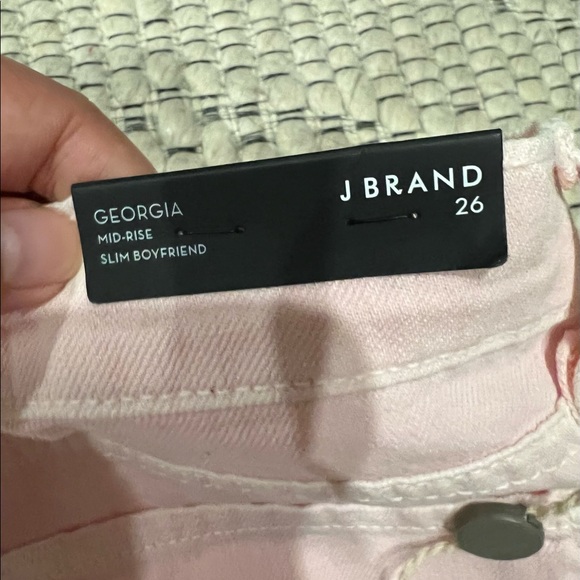 GEORGIA
MID-RISE
SLIM BOYFRIEND
J BRAND
26